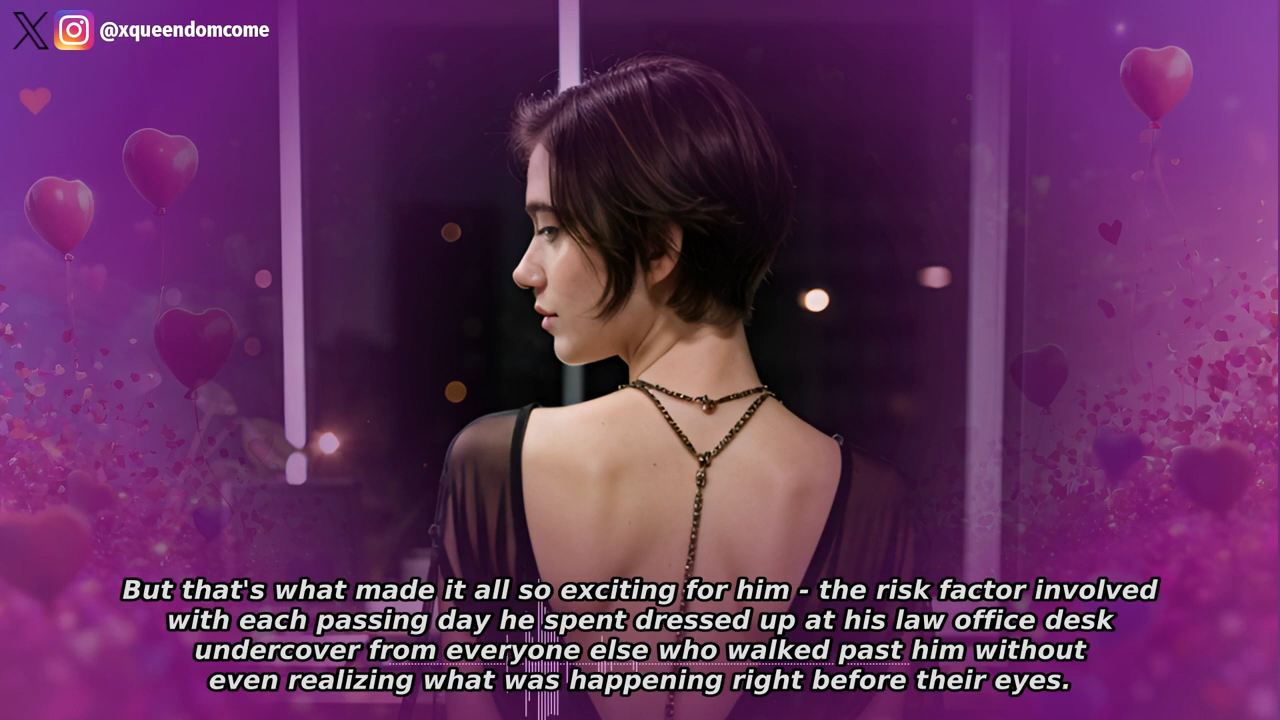 @xqueendomcome
But that's what made it all so exciting for him - the risk factor involved
with each passing day he spent dressed up at his law office desk
undercover from everyone else who walked past him without
even realizing what was happening right before their eyes.